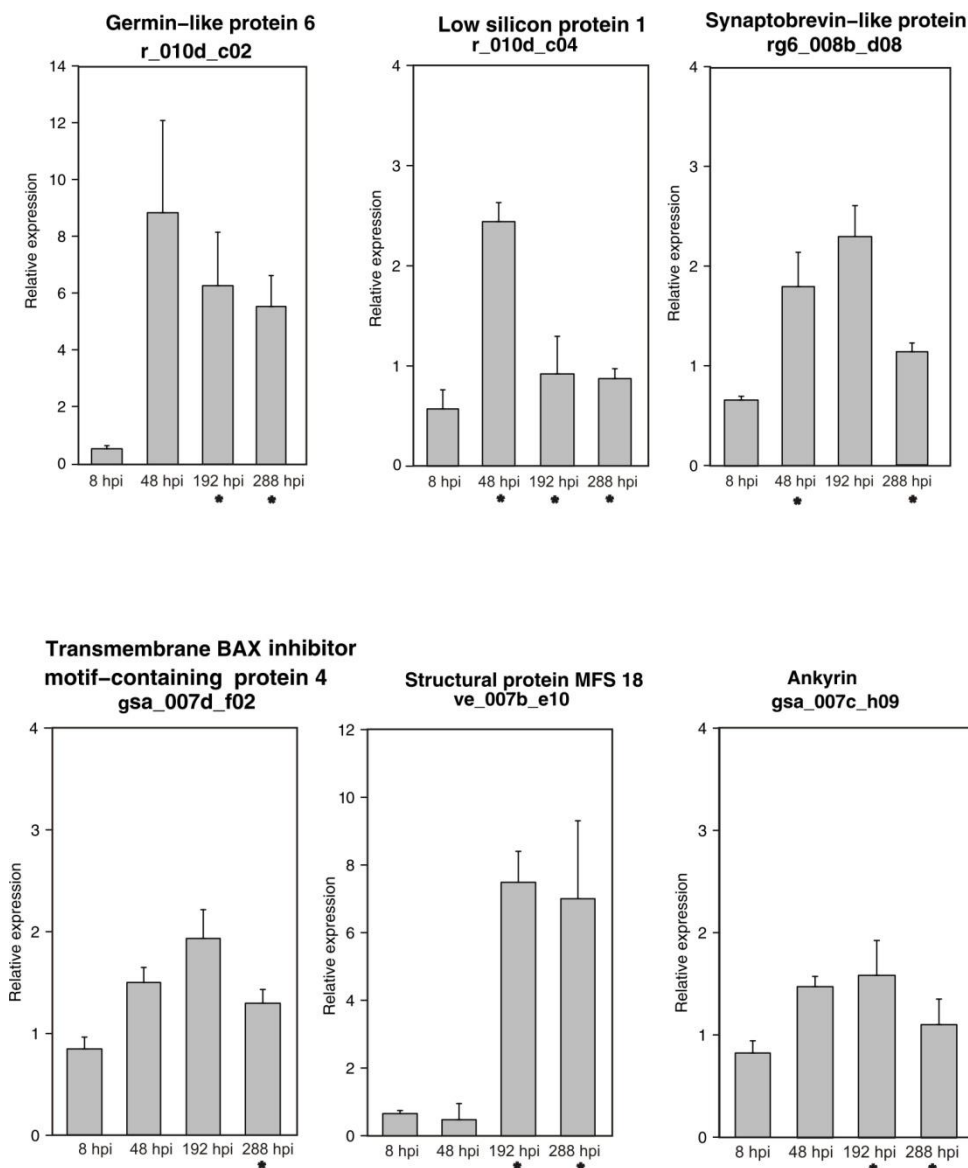 Germin−like protein 6
r_010d_c02
14
12
10
8
6
4
2
0
Relative expression
8 hpi 48 hpi 192 hpi 288 hpi
* *
Low silicon protein 1
r_010d_c04
4
3
2
1
0
Relative expression
8 hpi 48 hpi 192 hpi 288 hpi
* * *
Synaptobrevin−like protein
rg6_008b_d08
4
3
2
1
0
Relative expression
8 hpi 48 hpi 192 hpi 288 hpi
* *
Transmembrane BAX inhibitor
motif−containing protein 4
gsa_007d_f02
4
3
2
1
0
Relative expression
8 hpi 48 hpi 192 hpi 288 hpi
*
Structural protein MFS 18
ve_007b_e10
12
10
8
6
4
2
0
Relative expression
8 hpi 48 hpi 192 hpi 288 hpi
* *
Ankyrin
gsa_007c_h09
4
3
2
1
0
Relative expression
8 hpi 48 hpi 192 hpi 288 hpi
* *